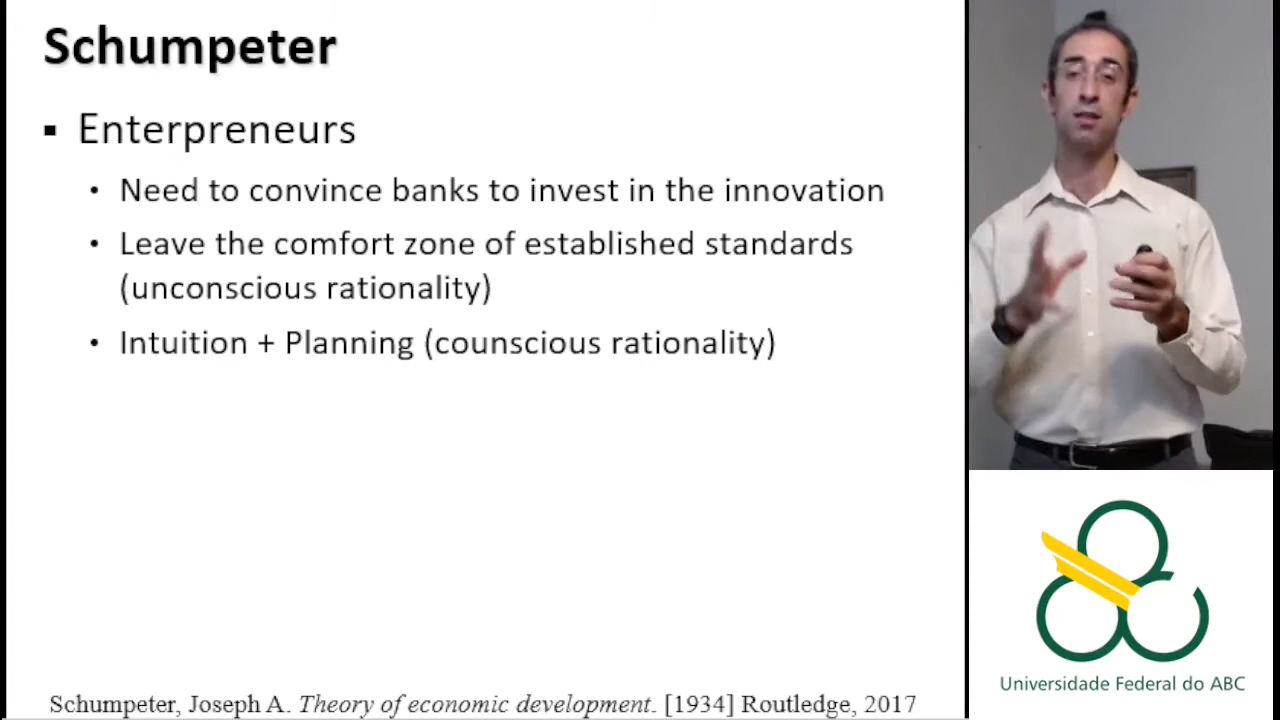 Schumpeter
▪ Enterpreneurs
• Need to convince banks to invest in the innovation
• Leave the comfort zone of established standards
(unconscious rationality)
• Intuition + Planning (counscious rationality)
Schumpeter, Joseph A. Theory of economic development. [1934] Routledge, 2017
Universidade Federal do ABC